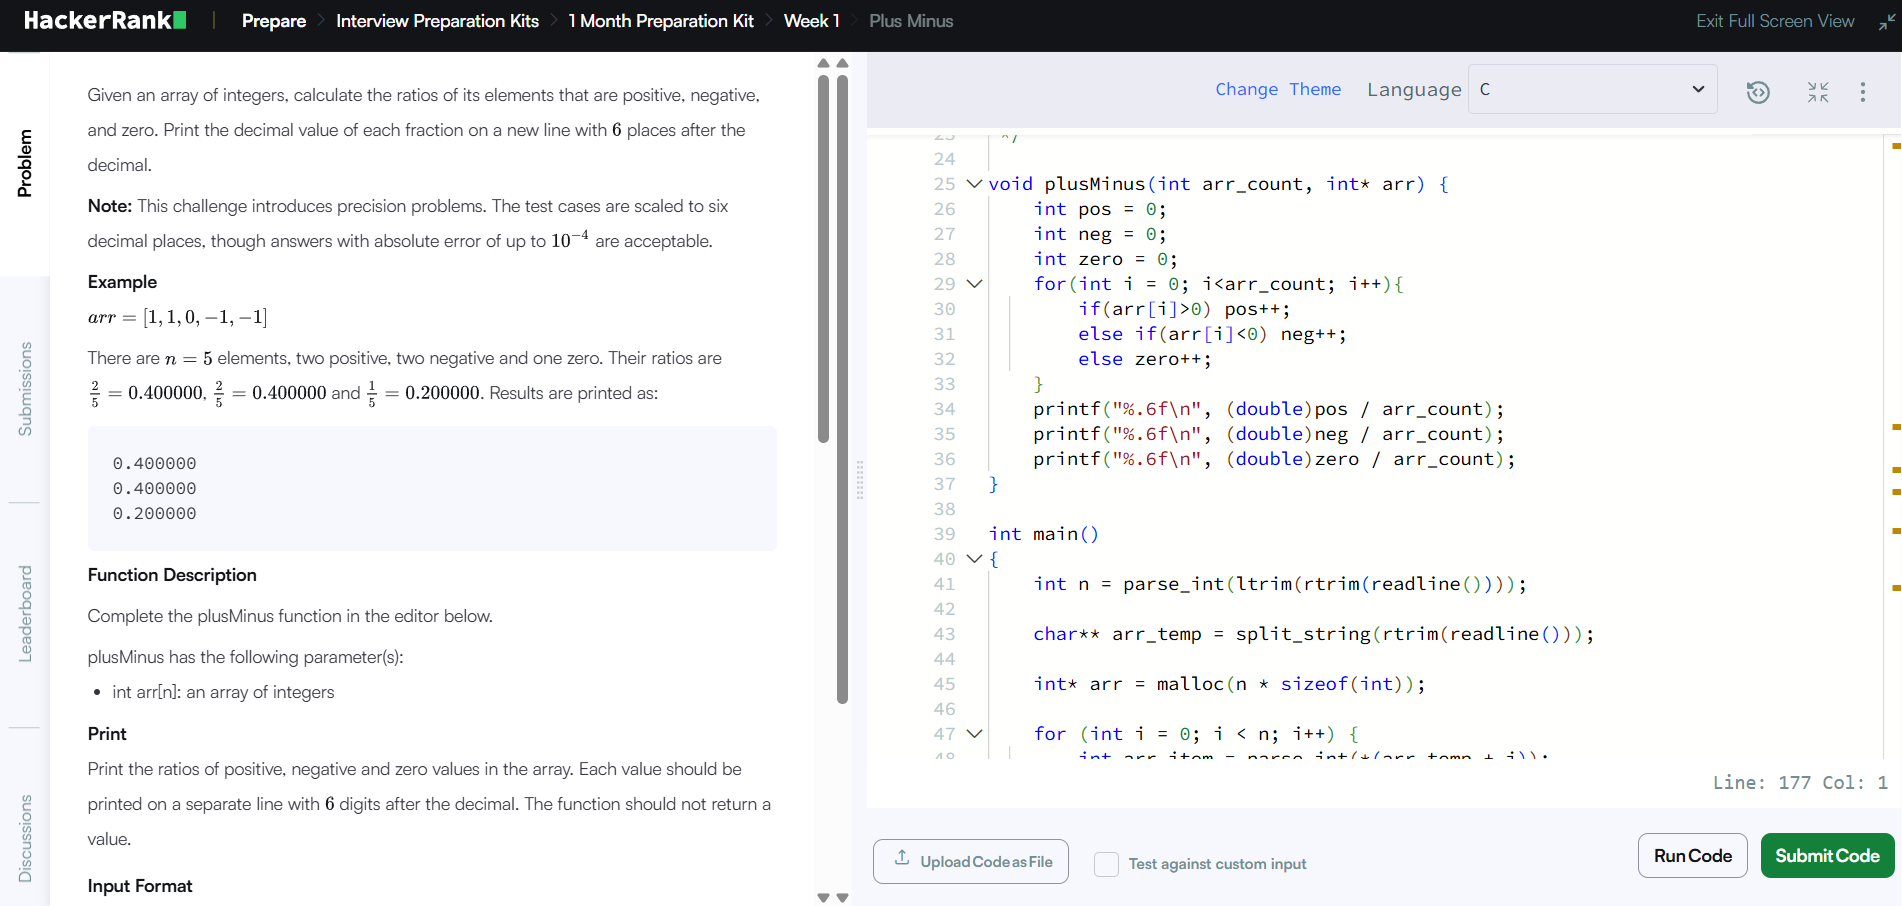 HackerRank
Prepare > Interview Preparation Kits > 1 Month Preparation Kit > Week 1 > Plus Minus
Exit Full Screen View
Problem
Submissions
Leaderboard
Discussions
Given an array of integers, calculate the ratios of its elements that are positive, negative,
and zero. Print the decimal value of each fraction on a new line with 6 places after the
decimal.
Note: This challenge introduces precision problems. The test cases are scaled to six
decimal places, though answers with absolute error of up to 10⁻⁴ are acceptable.
Example
arr = [1, 1, 0, −1, −1]
There are n = 5 elements, two positive, two negative and one zero. Their ratios are
2/5 = 0.400000, 2/5 = 0.400000 and 1/5 = 0.200000. Results are printed as:
0.400000
0.400000
0.200000
Function Description
Complete the plusMinus function in the editor below.
plusMinus has the following parameter(s):
• int arr[n]: an array of integers
Print
Print the ratios of positive, negative and zero values in the array. Each value should be
printed on a separate line with 6 digits after the decimal. The function should not return a
value.
Input Format
Change Theme Language C
23 */
24
25 void plusMinus(int arr_count, int* arr) {
26     int pos = 0;
27     int neg = 0;
28     int zero = 0;
29     for(int i = 0; i<arr_count; i++){
30         if(arr[i]>0) pos++;
31         else if(arr[i]<0) neg++;
32         else zero++;
33     }
34     printf("%.6f\n", (double)pos / arr_count);
35     printf("%.6f\n", (double)neg / arr_count);
36     printf("%.6f\n", (double)zero / arr_count);
37 }
38
39 int main()
40 {
41     int n = parse_int(ltrim(rtrim(readline())));
42
43     char** arr_temp = split_string(rtrim(readline()));
44
45     int* arr = malloc(n * sizeof(int));
46
47     for (int i = 0; i < n; i++) {
48         int arr_item = parse_int(*(arr_temp + i));
Line: 177 Col: 1
Upload Code as File
Test against custom input
Run Code
Submit Code